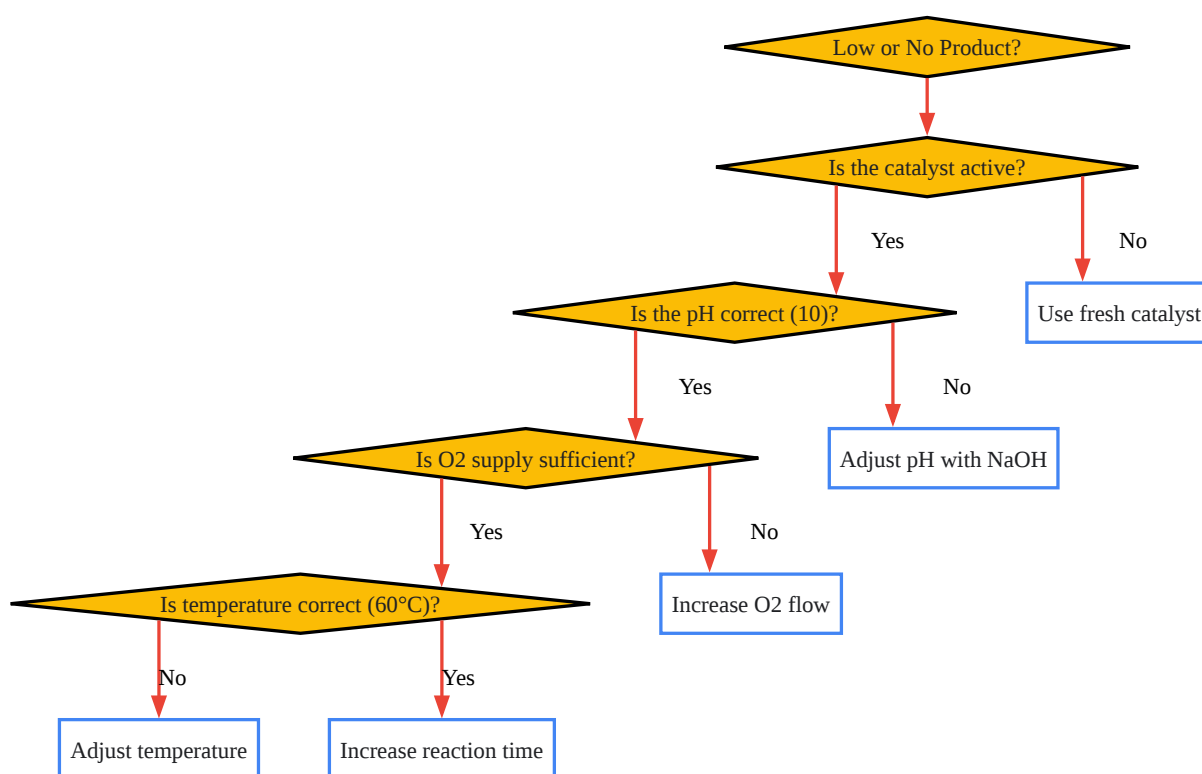 Low or No Product?
Is the catalyst active?
Yes
No
Is the pH correct (10)?
Use fresh catalyst
Yes
No
Is O2 supply sufficient?
Adjust pH with NaOH
Yes
No
Is temperature correct (60°C)?
Increase O2 flow
No
Yes
Adjust temperature
Increase reaction time